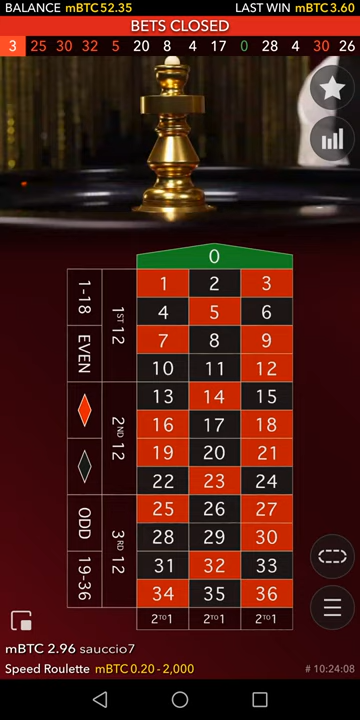 BALANCE mBTC 52.35 LAST WIN mBTC 3.60
BETS CLOSED
3 25 30 32 5 20 8 4 17 0 28 4 30 26
0
1 2 3
4 5 6
7 8 9
10 11 12
13 14 15
16 17 18
19 20 21
22 23 24
25 26 27
28 29 30
31 32 33
34 35 36
2TO1 2TO1 2TO1
1ST 12
2ND 12
3RD 12
1-18
EVEN
ODD
19-36
mBTC 2.96 sauccio7
Speed Roulette mBTC 0.20 - 2,000 # 10:24:08